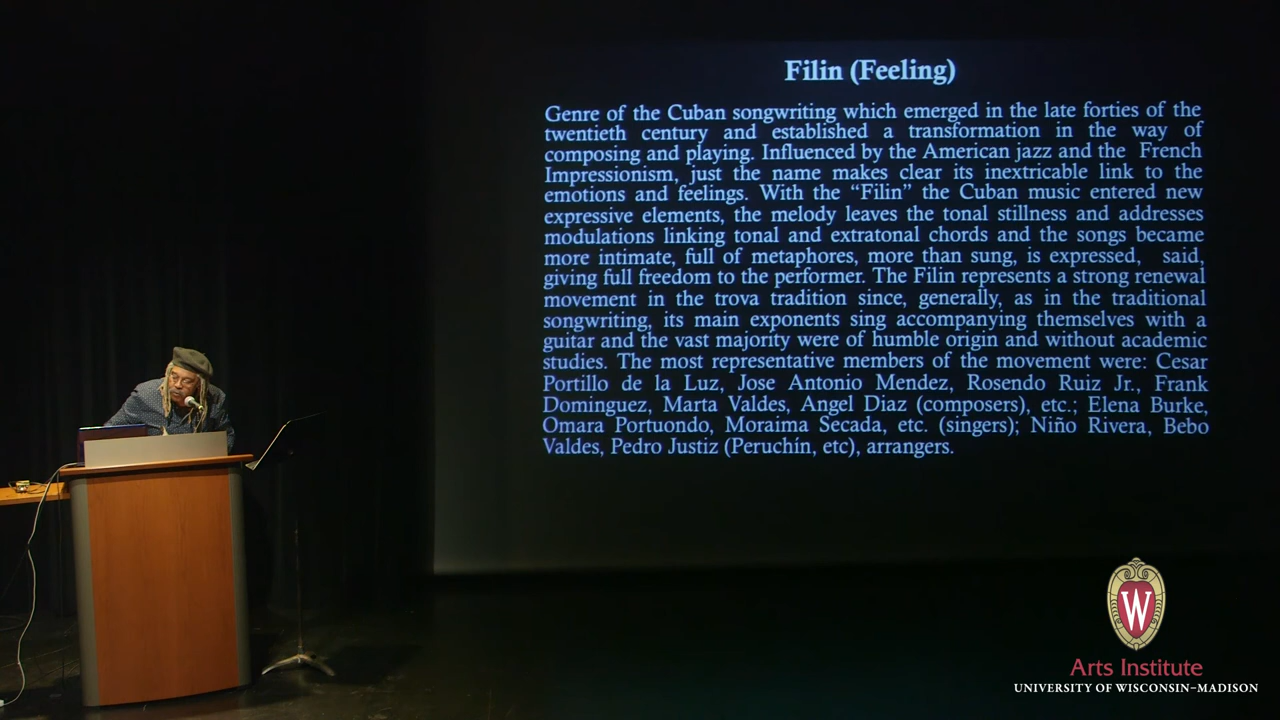 Filin (Feeling)
Genre of the Cuban songwriting which emerged in the late forties of the
twentieth century and established a transformation in the way of
composing and playing. Influenced by the American jazz and the French
Impressionism, just the name makes clear its inextricable link to the
emotions and feelings. With the “Filin” the Cuban music entered new
expressive elements, the melody leaves the tonal stillness and addresses
modulations linking tonal and extratonal chords and the songs became
more intimate, full of metaphores, more than sung, is expressed, said,
giving full freedom to the performer. The Filin represents a strong renewal
movement in the trova tradition since, generally, as in the traditional
songwriting, its main exponents sing accompanying themselves with a
guitar and the vast majority were of humble origin and without academic
studies. The most representative members of the movement were: Cesar
Portillo de la Luz, Jose Antonio Mendez, Rosendo Ruiz Jr., Frank
Dominguez, Marta Valdes, Angel Diaz (composers), etc.; Elena Burke,
Omara Portuondo, Moraima Secada, etc. (singers); Niño Rivera, Bebo
Valdes, Pedro Justiz (Peruchín, etc), arrangers.
W
Arts Institute
UNIVERSITY OF WISCONSIN–MADISON